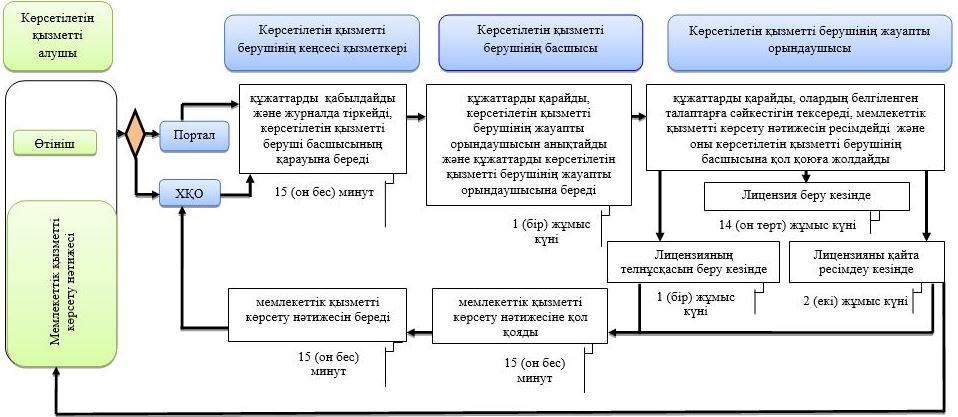 Көрсетілетін
қызметті
алушы
Көрсетілетін қызметті
берушінің кеңсесі қызметкері
Көрсетілетін қызметті
берушінің басшысы
Көрсетілетін қызметті берушінің жауапты
орындаушысы
Өтініш
Мемлекеттік қызметті
көрсету нәтижесі
Портал
ХҚО
құжаттарды қабылдайды
және журналда тіркейді,
көрсетілетін қызметті
беруші басшысының
қарауына береді
15 (он бес) минут
құжаттарды қарайды,
көрсетілетін қызметті
берушінің жауапты
орындаушысын анықтайды
және құжаттарды көрсетілетін
қызметті берушінің жауапты
орындаушысына береді
1 (бір) жұмыс
күні
құжаттарды қарайды, олардың белгіленген
талаптарға сәйкестігін тексереді, мемлекеттік
қызметті көрсету нәтижесін ресімдейді және
оны көрсетілетін қызмет берушінің
басшысына қол қоюға жолдайды
Лицензия беру кезінде
14 (он төрт) жұмыс күні
Лицензияның
телнұсқасын беру кезінде
1 (бір) жұмыс
күні
Лицензияны қайта
ресімдеу кезінде
2 (екі) жұмыс күні
мемлекеттік қызметті
көрсету нәтижесін береді
15 (он бес)
минут
мемлекеттік қызметті
көрсету нәтижесіне қол
қояды
15 (он бес)
минут